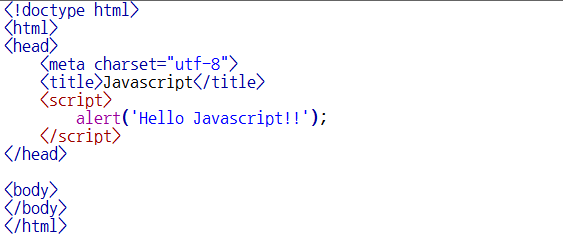 <!doctype html>
<html>
<head>
    <meta charset="utf-8">
    <title>Javascript</title>
    <script>
        alert('Hello Javascript!!');
    </script>
</head>

<body>
</body>
</html>